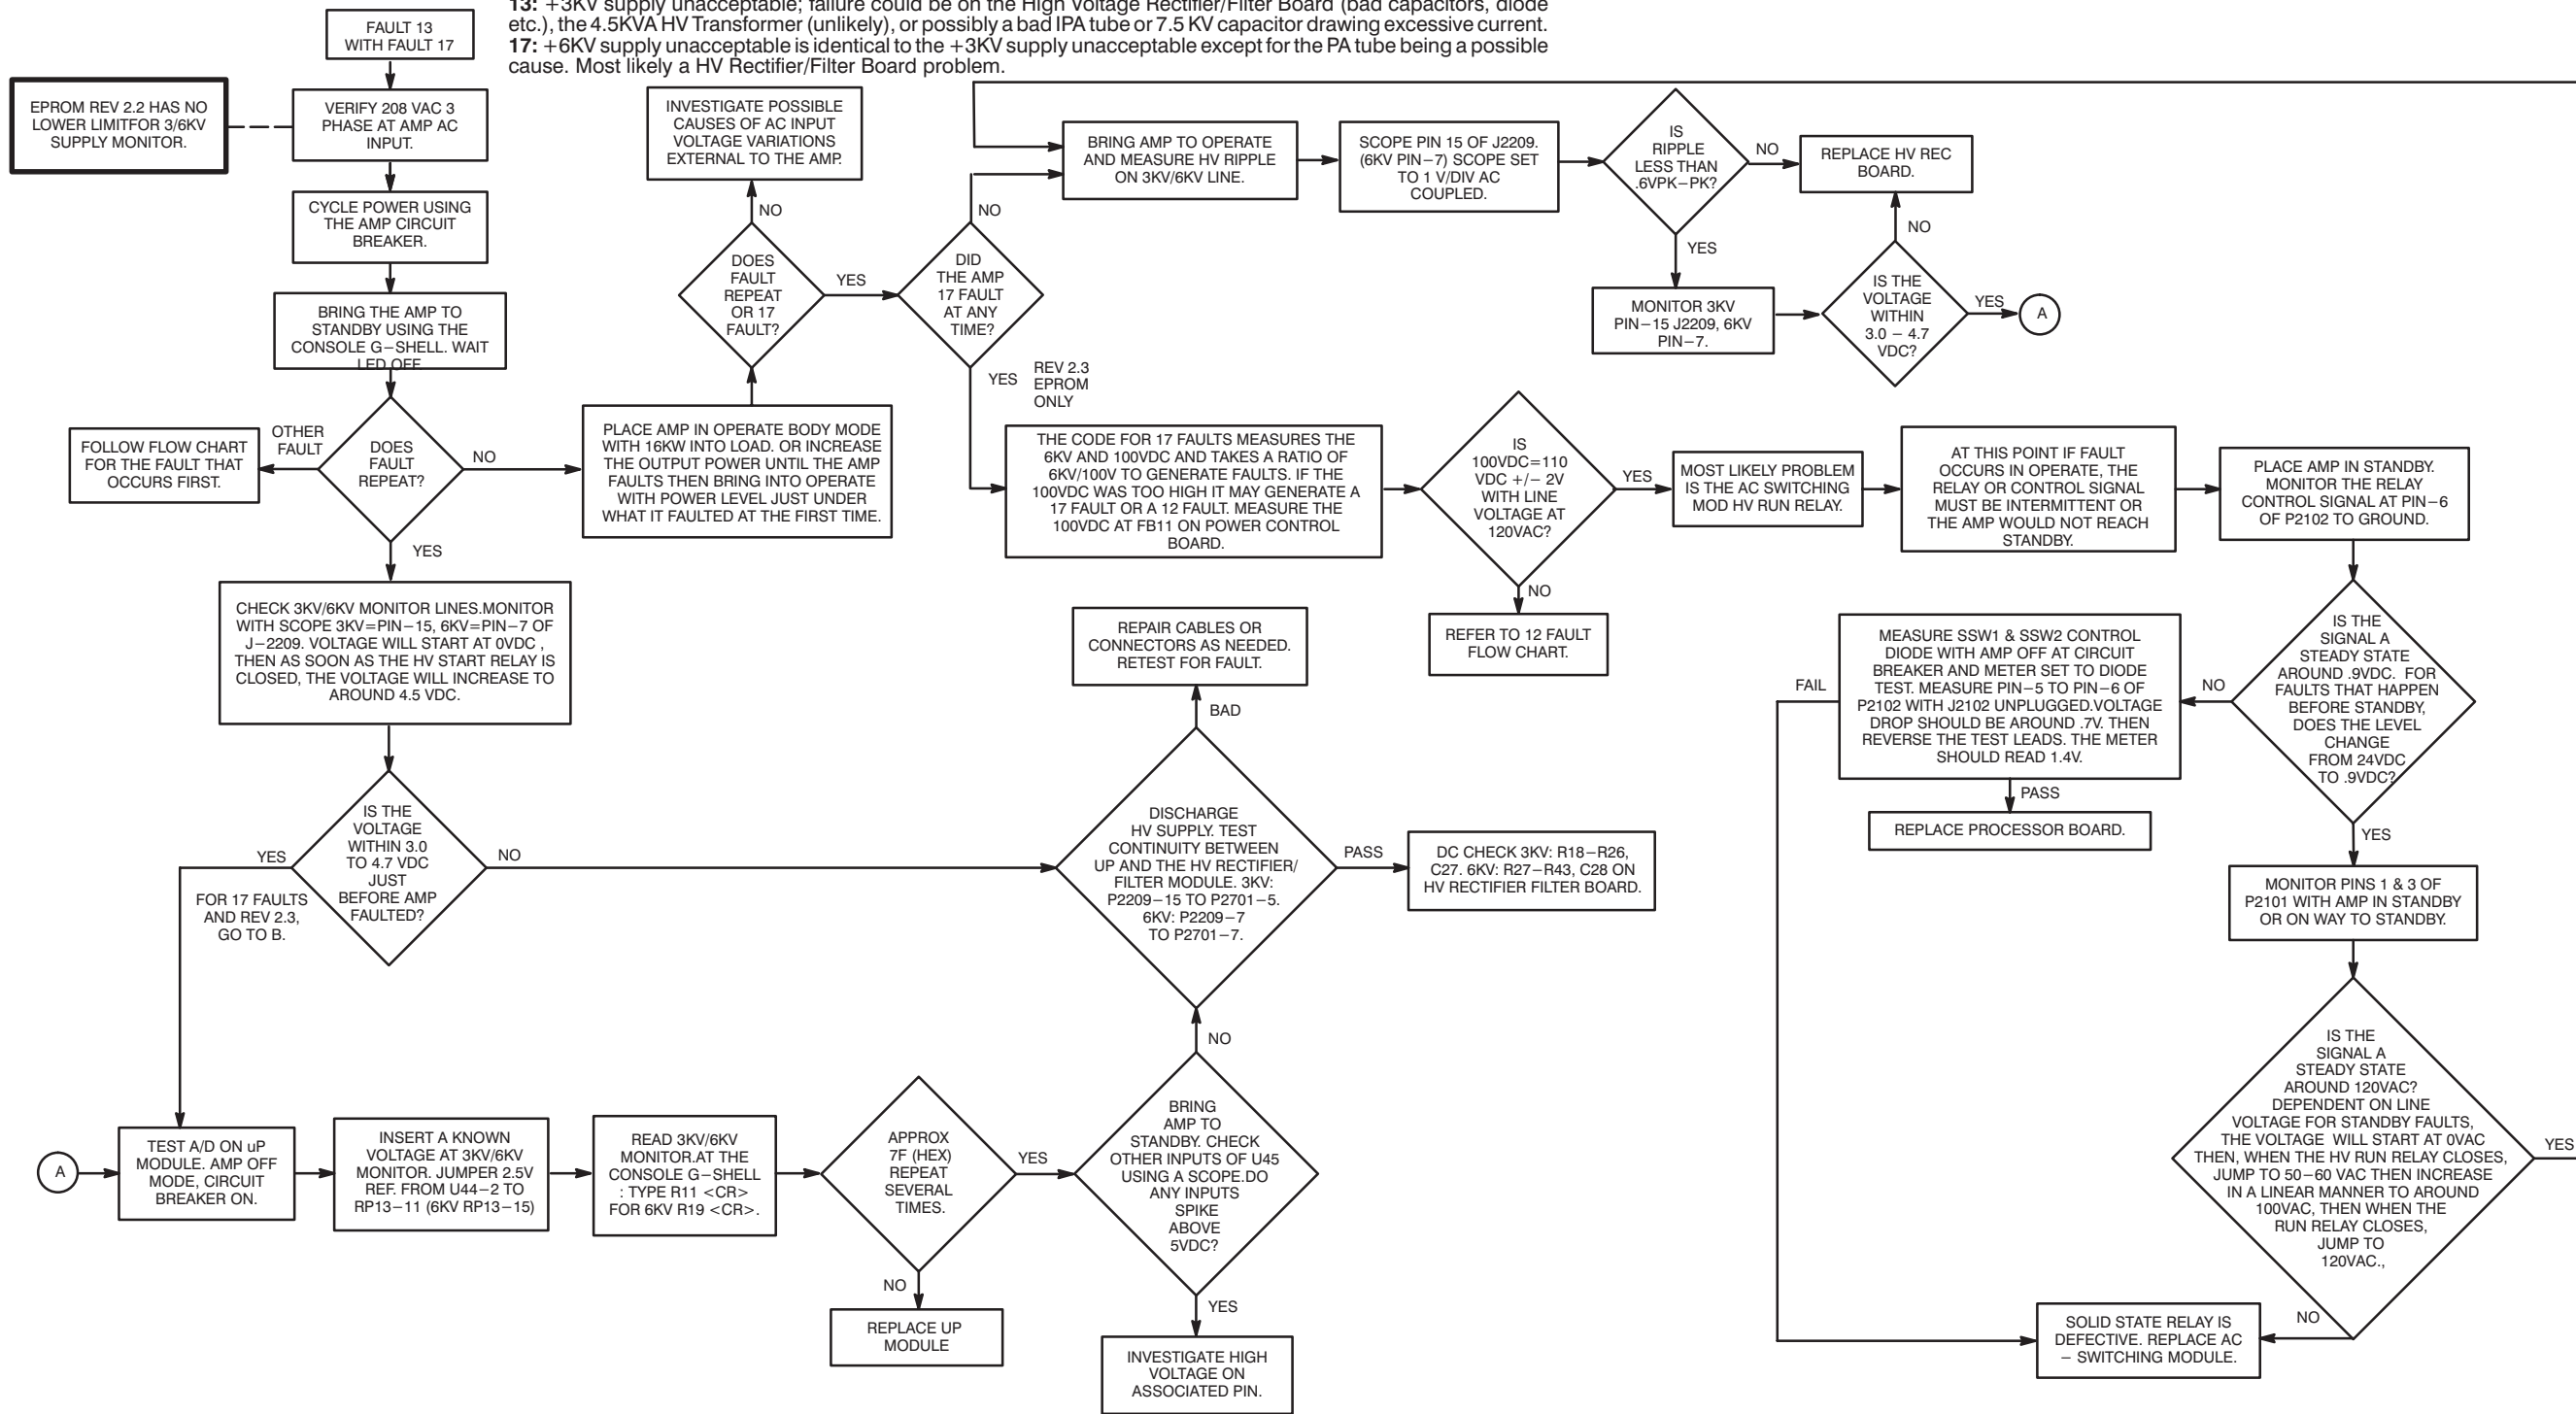 13: +3KV supply unacceptable; failure could be on the High Voltage Rectifier/Filter Board (bad capacitors, diode
etc.), the 4.5KVA HV Transformer (unlikely), or possibly a bad IPA tube or 7.5 KV capacitor drawing excessive current.
17: +6KV supply unacceptable is identical to the +3KV supply unacceptable except for the PA tube being a possible
cause. Most likely a HV Rectifier/Filter Board problem.
FAULT 13
WITH FAULT 17
EPROM REV 2.2 HAS NO
LOWER LIMITFOR 3/6KV
SUPPLY MONITOR.
VERIFY 208 VAC 3
PHASE AT AMP AC
INPUT.
CYCLE POWER USING
THE AMP CIRCUIT
BREAKER.
BRING THE AMP TO
STANDBY USING THE
CONSOLE G−SHELL. WAIT
LED OFF
DOES
FAULT
REPEAT?
OTHER
FAULT
FOLLOW FLOW CHART
FOR THE FAULT THAT
OCCURS FIRST.
NO
PLACE AMP IN OPERATE BODY MODE
WITH 16KW INTO LOAD. OR INCREASE
THE OUTPUT POWER UNTIL THE AMP
FAULTS THEN BRING INTO OPERATE
WITH POWER LEVEL JUST UNDER
WHAT IT FAULTED AT THE FIRST TIME.
DOES
FAULT
REPEAT
OR 17
FAULT?
NO
INVESTIGATE POSSIBLE
CAUSES OF AC INPUT
VOLTAGE VARIATIONS
EXTERNAL TO THE AMP.
YES
DID
THE AMP
17 FAULT
AT ANY
TIME?
NO
BRING AMP TO OPERATE
AND MEASURE HV RIPPLE
ON 3KV/6KV LINE.
SCOPE PIN 15 OF J2209.
(6KV PIN−7) SCOPE SET
TO 1 V/DIV AC
COUPLED.
IS
RIPPLE
LESS THAN
.6VPK−PK?
NO
REPLACE HV REC
BOARD.
YES
MONITOR 3KV
PIN−15 J2209, 6KV
PIN−7.
IS THE
VOLTAGE
WITHIN
3.0 − 4.7
VDC?
NO
YES
A
YES
REV 2.3
EPROM
ONLY
THE CODE FOR 17 FAULTS MEASURES THE
6KV AND 100VDC AND TAKES A RATIO OF
6KV/100V TO GENERATE FAULTS. IF THE
100VDC WAS TOO HIGH IT MAY GENERATE A
17 FAULT OR A 12 FAULT. MEASURE THE
100VDC AT FB11 ON POWER CONTROL
BOARD.
IS
100VDC=110
VDC +/− 2V
WITH LINE
VOLTAGE AT
120VAC?
NO
REFER TO 12 FAULT
FLOW CHART.
YES
MOST LIKELY PROBLEM
IS THE AC SWITCHING
MOD HV RUN RELAY.
AT THIS POINT IF FAULT
OCCURS IN OPERATE, THE
RELAY OR CONTROL SIGNAL
MUST BE INTERMITTENT OR
THE AMP WOULD NOT REACH
STANDBY.
PLACE AMP IN STANDBY.
MONITOR THE RELAY
CONTROL SIGNAL AT PIN−6
OF P2102 TO GROUND.
IS THE
SIGNAL A
STEADY STATE
AROUND .9VDC. FOR
FAULTS THAT HAPPEN
BEFORE STANDBY,
DOES THE LEVEL
CHANGE
FROM 24VDC
TO .9VDC?
NO
MEASURE SSW1 & SSW2 CONTROL
DIODE WITH AMP OFF AT CIRCUIT
BREAKER AND METER SET TO DIODE
TEST. MEASURE PIN−5 TO PIN−6 OF
P2102 WITH J2102 UNPLUGGED.VOLTAGE
DROP SHOULD BE AROUND .7V. THEN
REVERSE THE TEST LEADS. THE METER
SHOULD READ 1.4V.
FAIL
PASS
REPLACE PROCESSOR BOARD.
YES
MONITOR PINS 1 & 3 OF
P2101 WITH AMP IN STANDBY
OR ON WAY TO STANDBY.
IS THE
SIGNAL A
STEADY STATE
AROUND 120VAC?
DEPENDENT ON LINE
VOLTAGE FOR STANDBY FAULTS,
THE VOLTAGE WILL START AT 0VAC
THEN, WHEN THE HV RUN RELAY CLOSES,
JUMP TO 50−60 VAC THEN INCREASE
IN A LINEAR MANNER TO AROUND
100VAC, THEN WHEN THE
RUN RELAY CLOSES,
JUMP TO
120VAC.,
YES
NO
SOLID STATE RELAY IS
DEFECTIVE. REPLACE AC
− SWITCHING MODULE.
YES
CHECK 3KV/6KV MONITOR LINES.MONITOR
WITH SCOPE 3KV=PIN−15, 6KV=PIN−7 OF
J−2209. VOLTAGE WILL START AT 0VDC ,
THEN AS SOON AS THE HV START RELAY IS
CLOSED, THE VOLTAGE WILL INCREASE TO
AROUND 4.5 VDC.
IS THE
VOLTAGE
WITHIN 3.0
TO 4.7 VDC
JUST
BEFORE AMP
FAULTED?
YES
FOR 17 FAULTS
AND REV 2.3,
GO TO B.
NO
DISCHARGE
HV SUPPLY. TEST
CONTINUITY BETWEEN
UP AND THE HV RECTIFIER/
FILTER MODULE. 3KV:
P2209−15 TO P2701−5.
6KV: P2209−7
TO P2701−7.
BAD
REPAIR CABLES OR
CONNECTORS AS NEEDED.
RETEST FOR FAULT.
PASS
DC CHECK 3KV: R18−R26,
C27. 6KV: R27−R43, C28 ON
HV RECTIFIER FILTER BOARD.
A
TEST A/D ON uP
MODULE. AMP OFF
MODE, CIRCUIT
BREAKER ON.
INSERT A KNOWN
VOLTAGE AT 3KV/6KV
MONITOR. JUMPER 2.5V
REF. FROM U44−2 TO
RP13−11 (6KV RP13−15)
READ 3KV/6KV
MONITOR.AT THE
CONSOLE G−SHELL
: TYPE R11 <CR>
FOR 6KV R19 <CR>.
APPROX
7F (HEX)
REPEAT
SEVERAL
TIMES.
NO
REPLACE UP
MODULE
YES
BRING
AMP TO
STANDBY. CHECK
OTHER INPUTS OF U45
USING A SCOPE.DO
ANY INPUTS
SPIKE
ABOVE
5VDC?
NO
YES
INVESTIGATE HIGH
VOLTAGE ON
ASSOCIATED PIN.